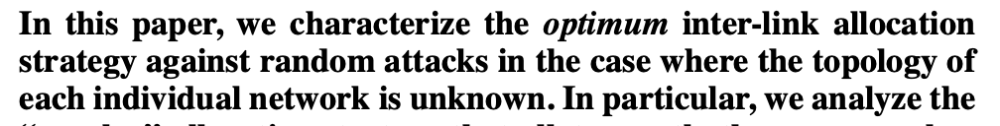 In this paper, we characterize the optimum inter-link allocation
strategy against random attacks in the case where the topology of
each individual network is unknown. In particular, we analyze the